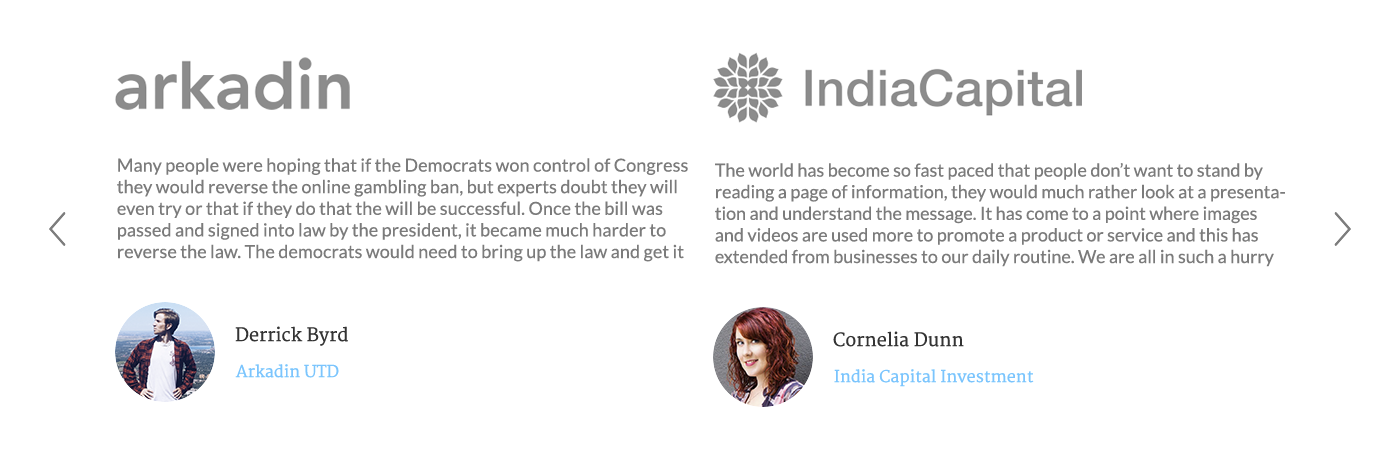 arkadin
Many people were hoping that if the Democrats won control of Congress
they would reverse the online gambling ban, but experts doubt they will
even try or that if they do that the will be successful. Once the bill was
passed and signed into law by the president, it became much harder to
reverse the law. The democrats would need to bring up the law and get it
Derrick Byrd
Arkadin UTD
IndiaCapital
The world has become so fast paced that people don’t want to stand by
reading a page of information, they would much rather look at a presenta-
tion and understand the message. It has come to a point where images
and videos are used more to promote a product or service and this has
extended from businesses to our daily routine. We are all in such a hurry
Cornelia Dunn
India Capital Investment